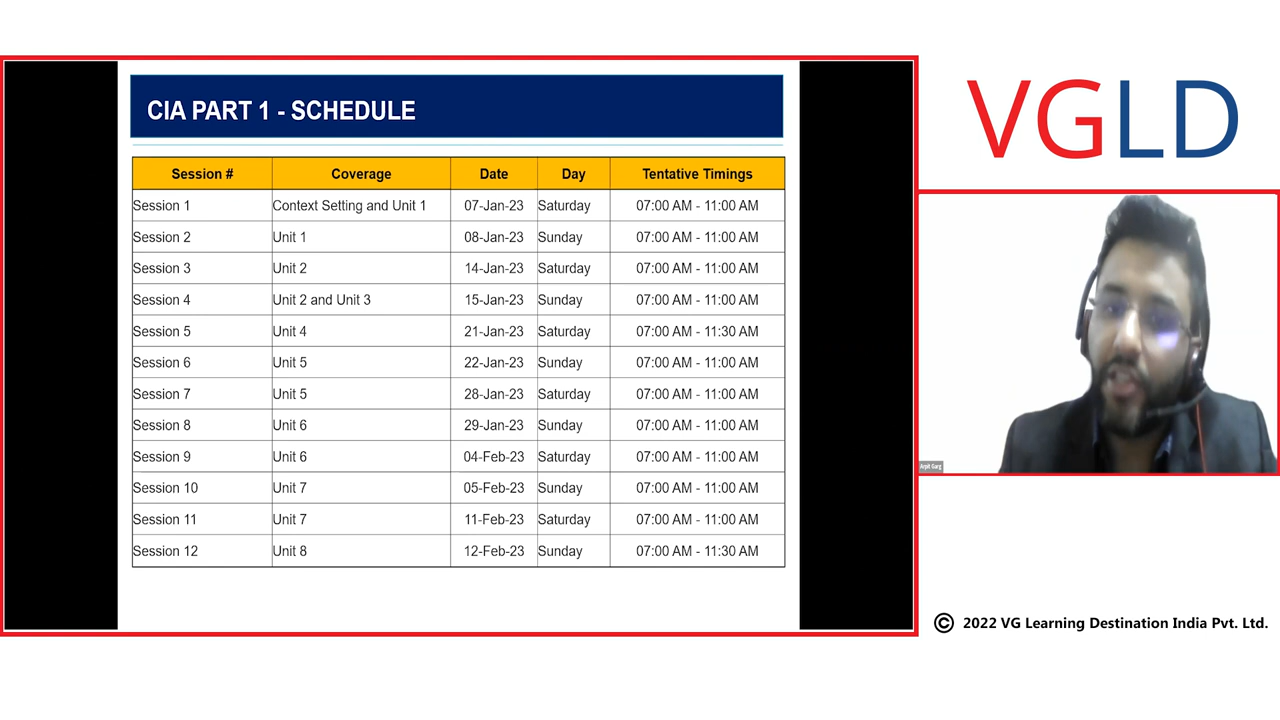 CIA PART 1 - SCHEDULE
Session # Coverage Date Day Tentative Timings
Session 1 Context Setting and Unit 1 07-Jan-23 Saturday 07:00 AM - 11:00 AM
Session 2 Unit 1 08-Jan-23 Sunday 07:00 AM - 11:00 AM
Session 3 Unit 2 14-Jan-23 Saturday 07:00 AM - 11:00 AM
Session 4 Unit 2 and Unit 3 15-Jan-23 Sunday 07:00 AM - 11:00 AM
Session 5 Unit 4 21-Jan-23 Saturday 07:00 AM - 11:30 AM
Session 6 Unit 5 22-Jan-23 Sunday 07:00 AM - 11:00 AM
Session 7 Unit 5 28-Jan-23 Saturday 07:00 AM - 11:00 AM
Session 8 Unit 6 29-Jan-23 Sunday 07:00 AM - 11:00 AM
Session 9 Unit 6 04-Feb-23 Saturday 07:00 AM - 11:00 AM
Session 10 Unit 7 05-Feb-23 Sunday 07:00 AM - 11:00 AM
Session 11 Unit 7 11-Feb-23 Saturday 07:00 AM - 11:00 AM
Session 12 Unit 8 12-Feb-23 Sunday 07:00 AM - 11:30 AM
VGLD
Arpit Garg
© 2022 VG Learning Destination India Pvt. Ltd.